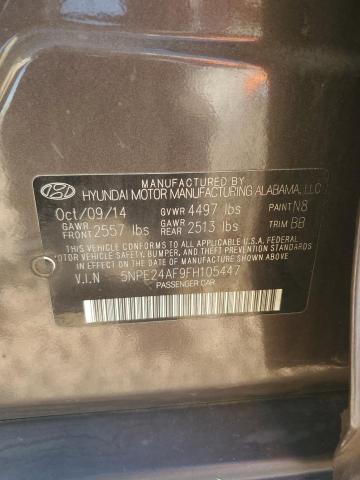 MANUFACTURED BY
HYUNDAI MOTOR MANUFACTURING ALABAMA, LLC
Oct/09/14 GVWR 4497 lbs PAINT N8
GAWR FRONT 2557 lbs GAWR REAR 2513 lbs TRIM BB
THIS VEHICLE CONFORMS TO ALL APPLICABLE U.S.A. FEDERAL
MOTOR VEHICLE SAFETY, BUMPER, AND THEFT PREVENTION
STANDARDS IN EFFECT ON THE DATE OF MANUFACTURE
SHOWN ABOVE.
V.I.N 5NPE24AF9FH105447
PASSENGER CAR